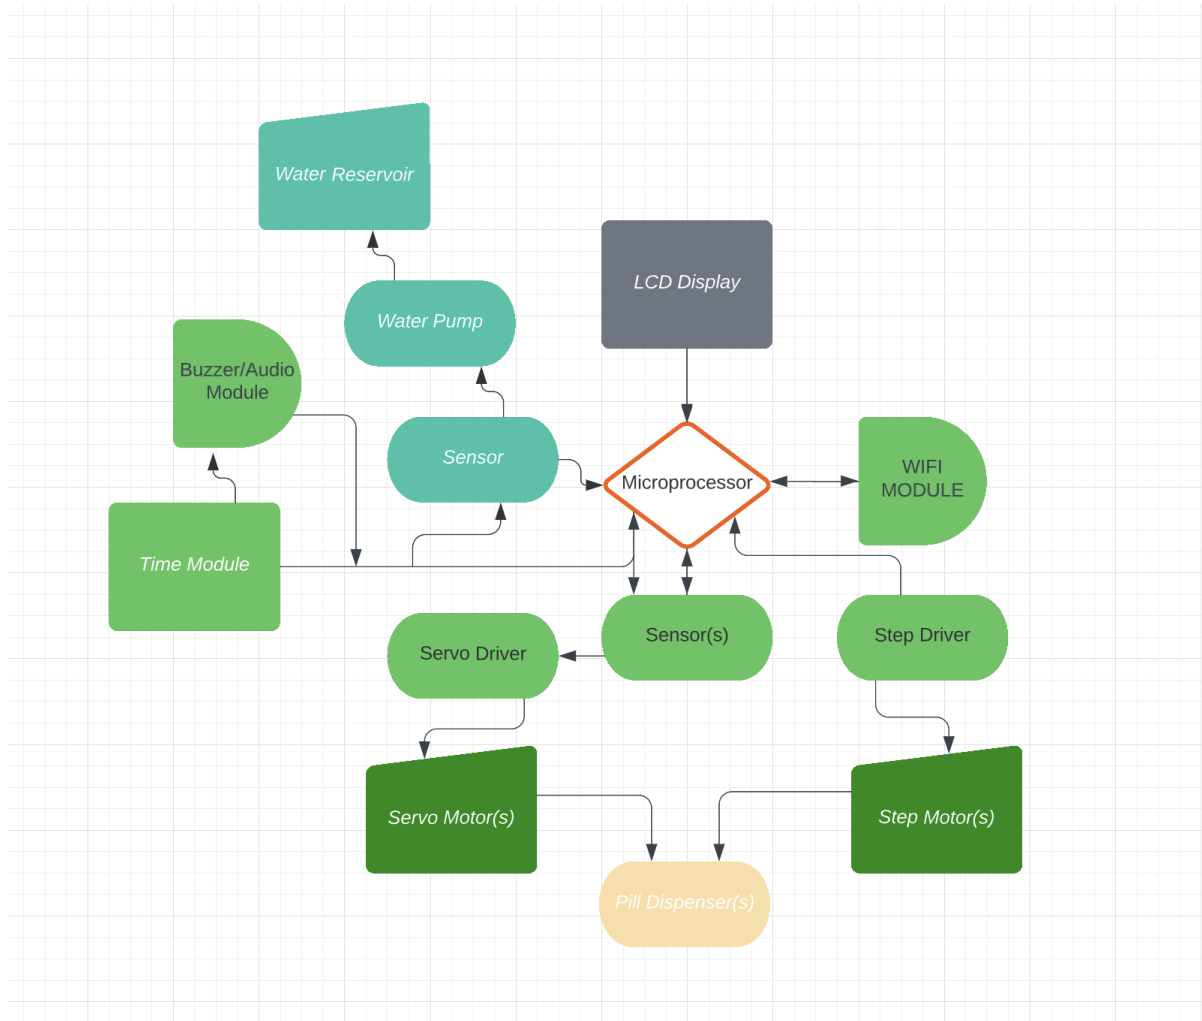 Water Reservoir
LCD Display
Water Pump
Buzzer/Audio
Module
Sensor
Microprocessor
WIFI
MODULE
Time Module
Servo Driver
Sensor(s)
Step Driver
Servo Motor(s)
Step Motor(s)
Pill Dispenser(s)